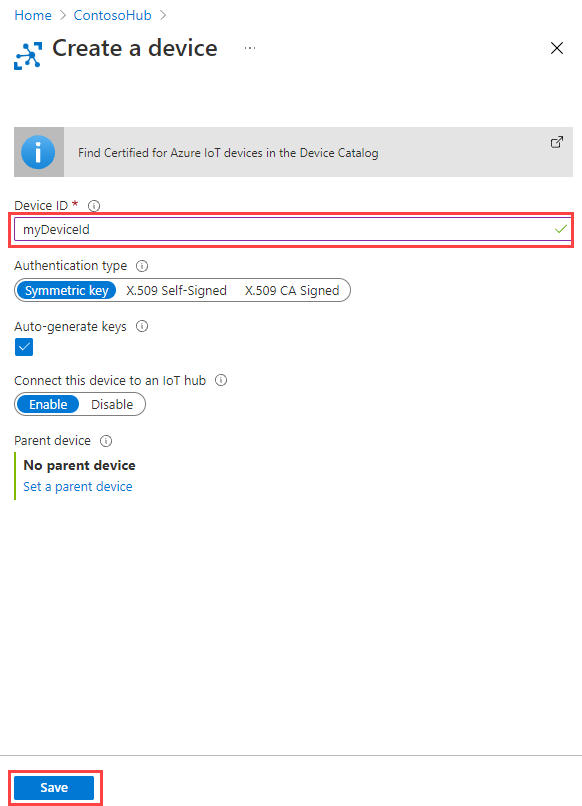 Home > ContosoHub >
Create a device ...
Find Certified for Azure IoT devices in the Device Catalog
Device ID *
myDeviceId
Authentication type
Symmetric key X.509 Self-Signed X.509 CA Signed
Auto-generate keys
Connect this device to an IoT hub
Enable Disable
Parent device
No parent device
Set a parent device
Save